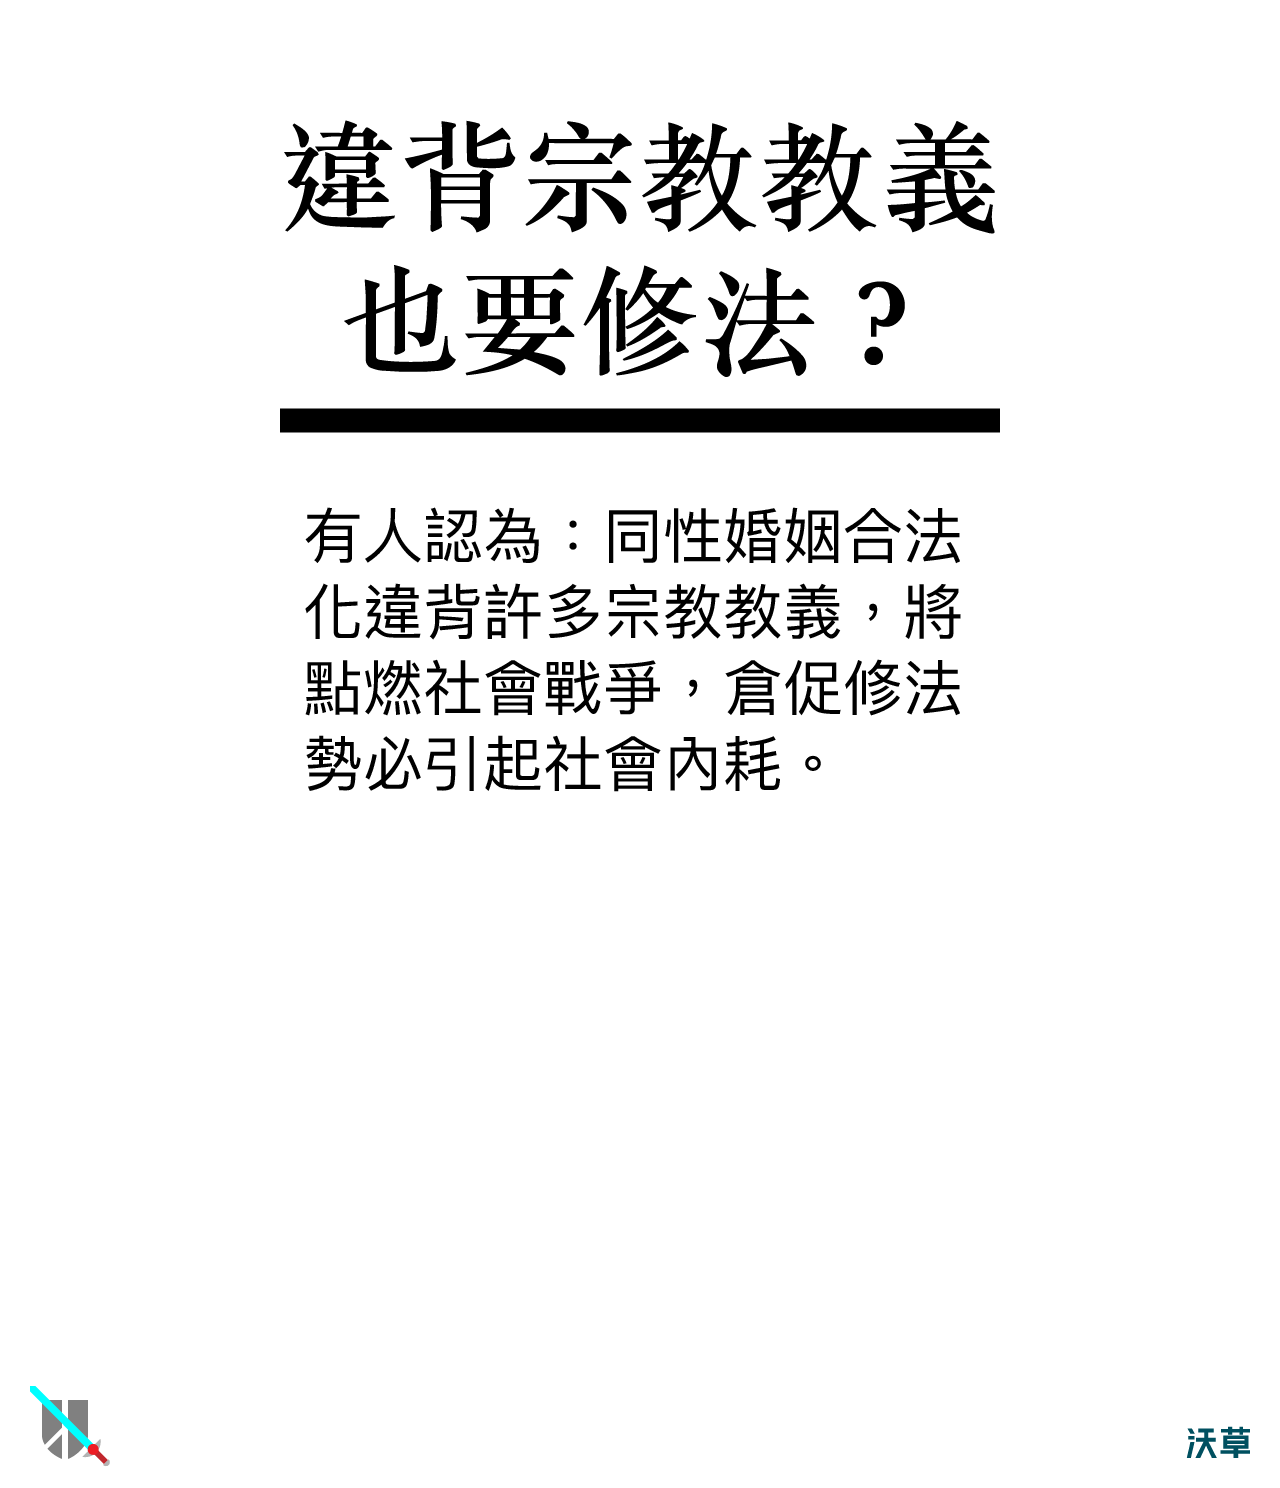 違背宗教教義
也要修法？
有人認為：同性婚姻合法
化違背許多宗教教義，將
點燃社會戰爭，倉促修法
勢必引起社會內耗。
沃草